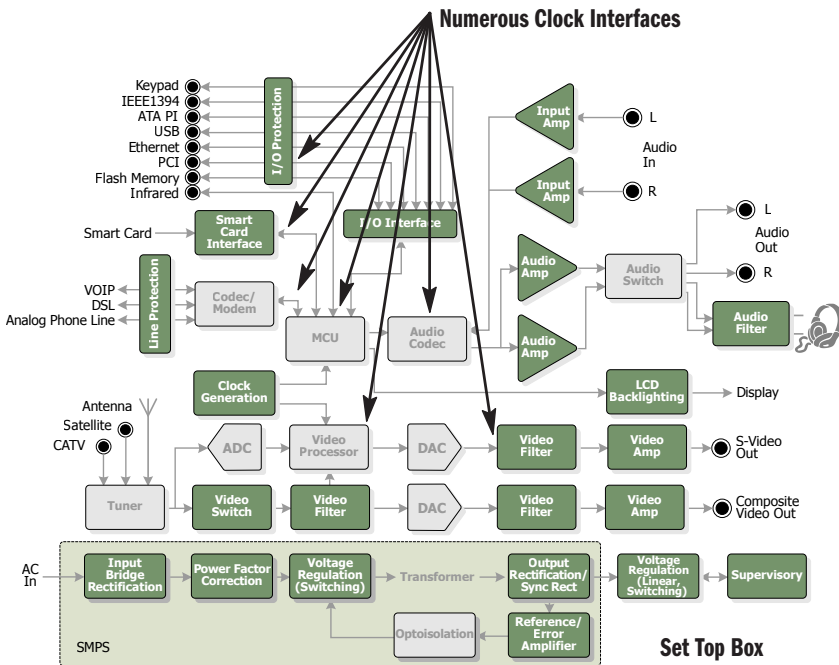 Numerous Clock Interfaces
Keypad
IEEE1394
ATA PI
USB
Ethernet
PCI
Flash Memory
Infrared
I/O Protection
Input
Amp
L
Audio
In
Input
Amp
R
Smart Card
Smart
Card
Interface
I/O Interface
L
Audio
Out
R
VOIP
DSL
Analog Phone Line
Line Protection
Codec/
Modem
MCU
Audio
Codec
Audio
Amp
Audio
Amp
Audio
Switch
Audio
Filter
Clock
Generation
LCD
Backlighting
Display
Antenna
Satellite
CATV
Tuner
ADC
Video
Processor
DAC
Video
Filter
Video
Amp
S-Video
Out
Video
Switch
Video
Filter
DAC
Video
Filter
Video
Amp
Composite
Video Out
AC
In
Input
Bridge
Rectification
Power Factor
Correction
Voltage
Regulation
(Switching)
Transformer
Output
Rectification/
Sync Rect
Voltage
Regulation
(Linear,
Switching)
Supervisory
Optoisolation
Reference/
Error
Amplifier
SMPS
Set Top Box